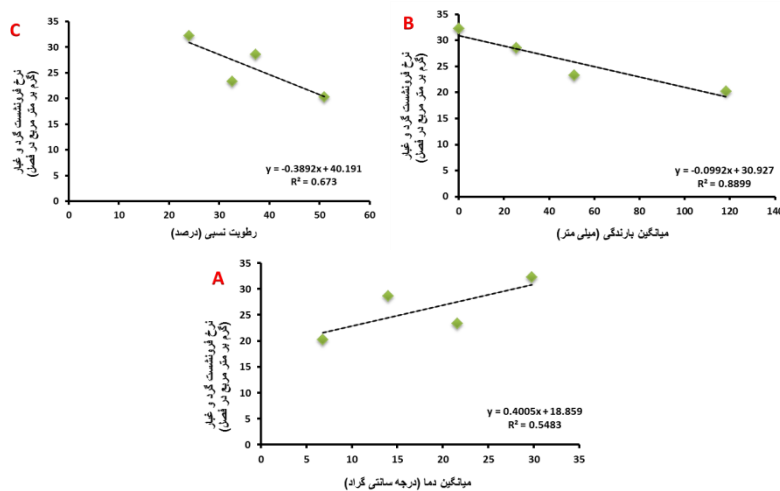 C
35
30
25
20
15
10
5
0
نرخ فرونشست گرد و غبار
(گرم بر متر مربع در فصل)
y = -0.3892x + 40.191
R² = 0.673
0 10 20 30 40 50 60
رطوبت نسبی (درصد)
B
35
30
25
20
15
10
5
0
نرخ فرونشست گرد و غبار
(گرم بر متر مربع در فصل)
y = -0.0992x + 30.927
R² = 0.8899
0 20 40 60 80 100 120 140
میانگین بارندگی (میلی متر)
A
35
30
25
20
15
10
5
0
نرخ فرونشست گرد و غبار
(گرم بر متر مربع در فصل)
y = 0.4005x + 18.859
R² = 0.5483
0 5 10 15 20 25 30 35
میانگین دما (درجه سانتی گراد)